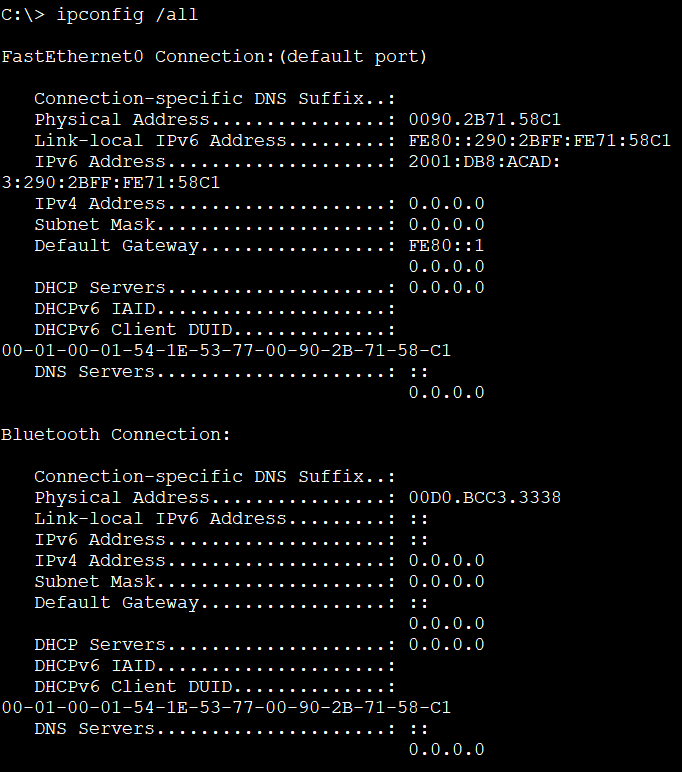 C:\> ipconfig /all
FastEthernet0 Connection:(default port)
Connection-specific DNS Suffix..:
Physical Address................: 0090.2B71.58C1
Link-local IPv6 Address.........: FE80::290:2BFF:FE71:58C1
IPv6 Address....................: 2001:DB8:ACAD:
3:290:2BFF:FE71:58C1
IPv4 Address....................: 0.0.0.0
Subnet Mask.....................: 0.0.0.0
Default Gateway.................: FE80::1
0.0.0.0
DHCP Servers....................: 0.0.0.0
DHCPv6 IAID.....................:
DHCPv6 Client DUID..............:
00-01-00-01-54-1E-53-77-00-90-2B-71-58-C1
DNS Servers.....................: ::
0.0.0.0
Bluetooth Connection:
Connection-specific DNS Suffix..:
Physical Address................: 00D0.BCC3.3338
Link-local IPv6 Address.........: ::
IPv6 Address....................: ::
IPv4 Address....................: 0.0.0.0
Subnet Mask.....................: 0.0.0.0
Default Gateway.................: ::
0.0.0.0
DHCP Servers....................: 0.0.0.0
DHCPv6 IAID.....................:
DHCPv6 Client DUID..............:
00-01-00-01-54-1E-53-77-00-90-2B-71-58-C1
DNS Servers.....................: ::
0.0.0.0